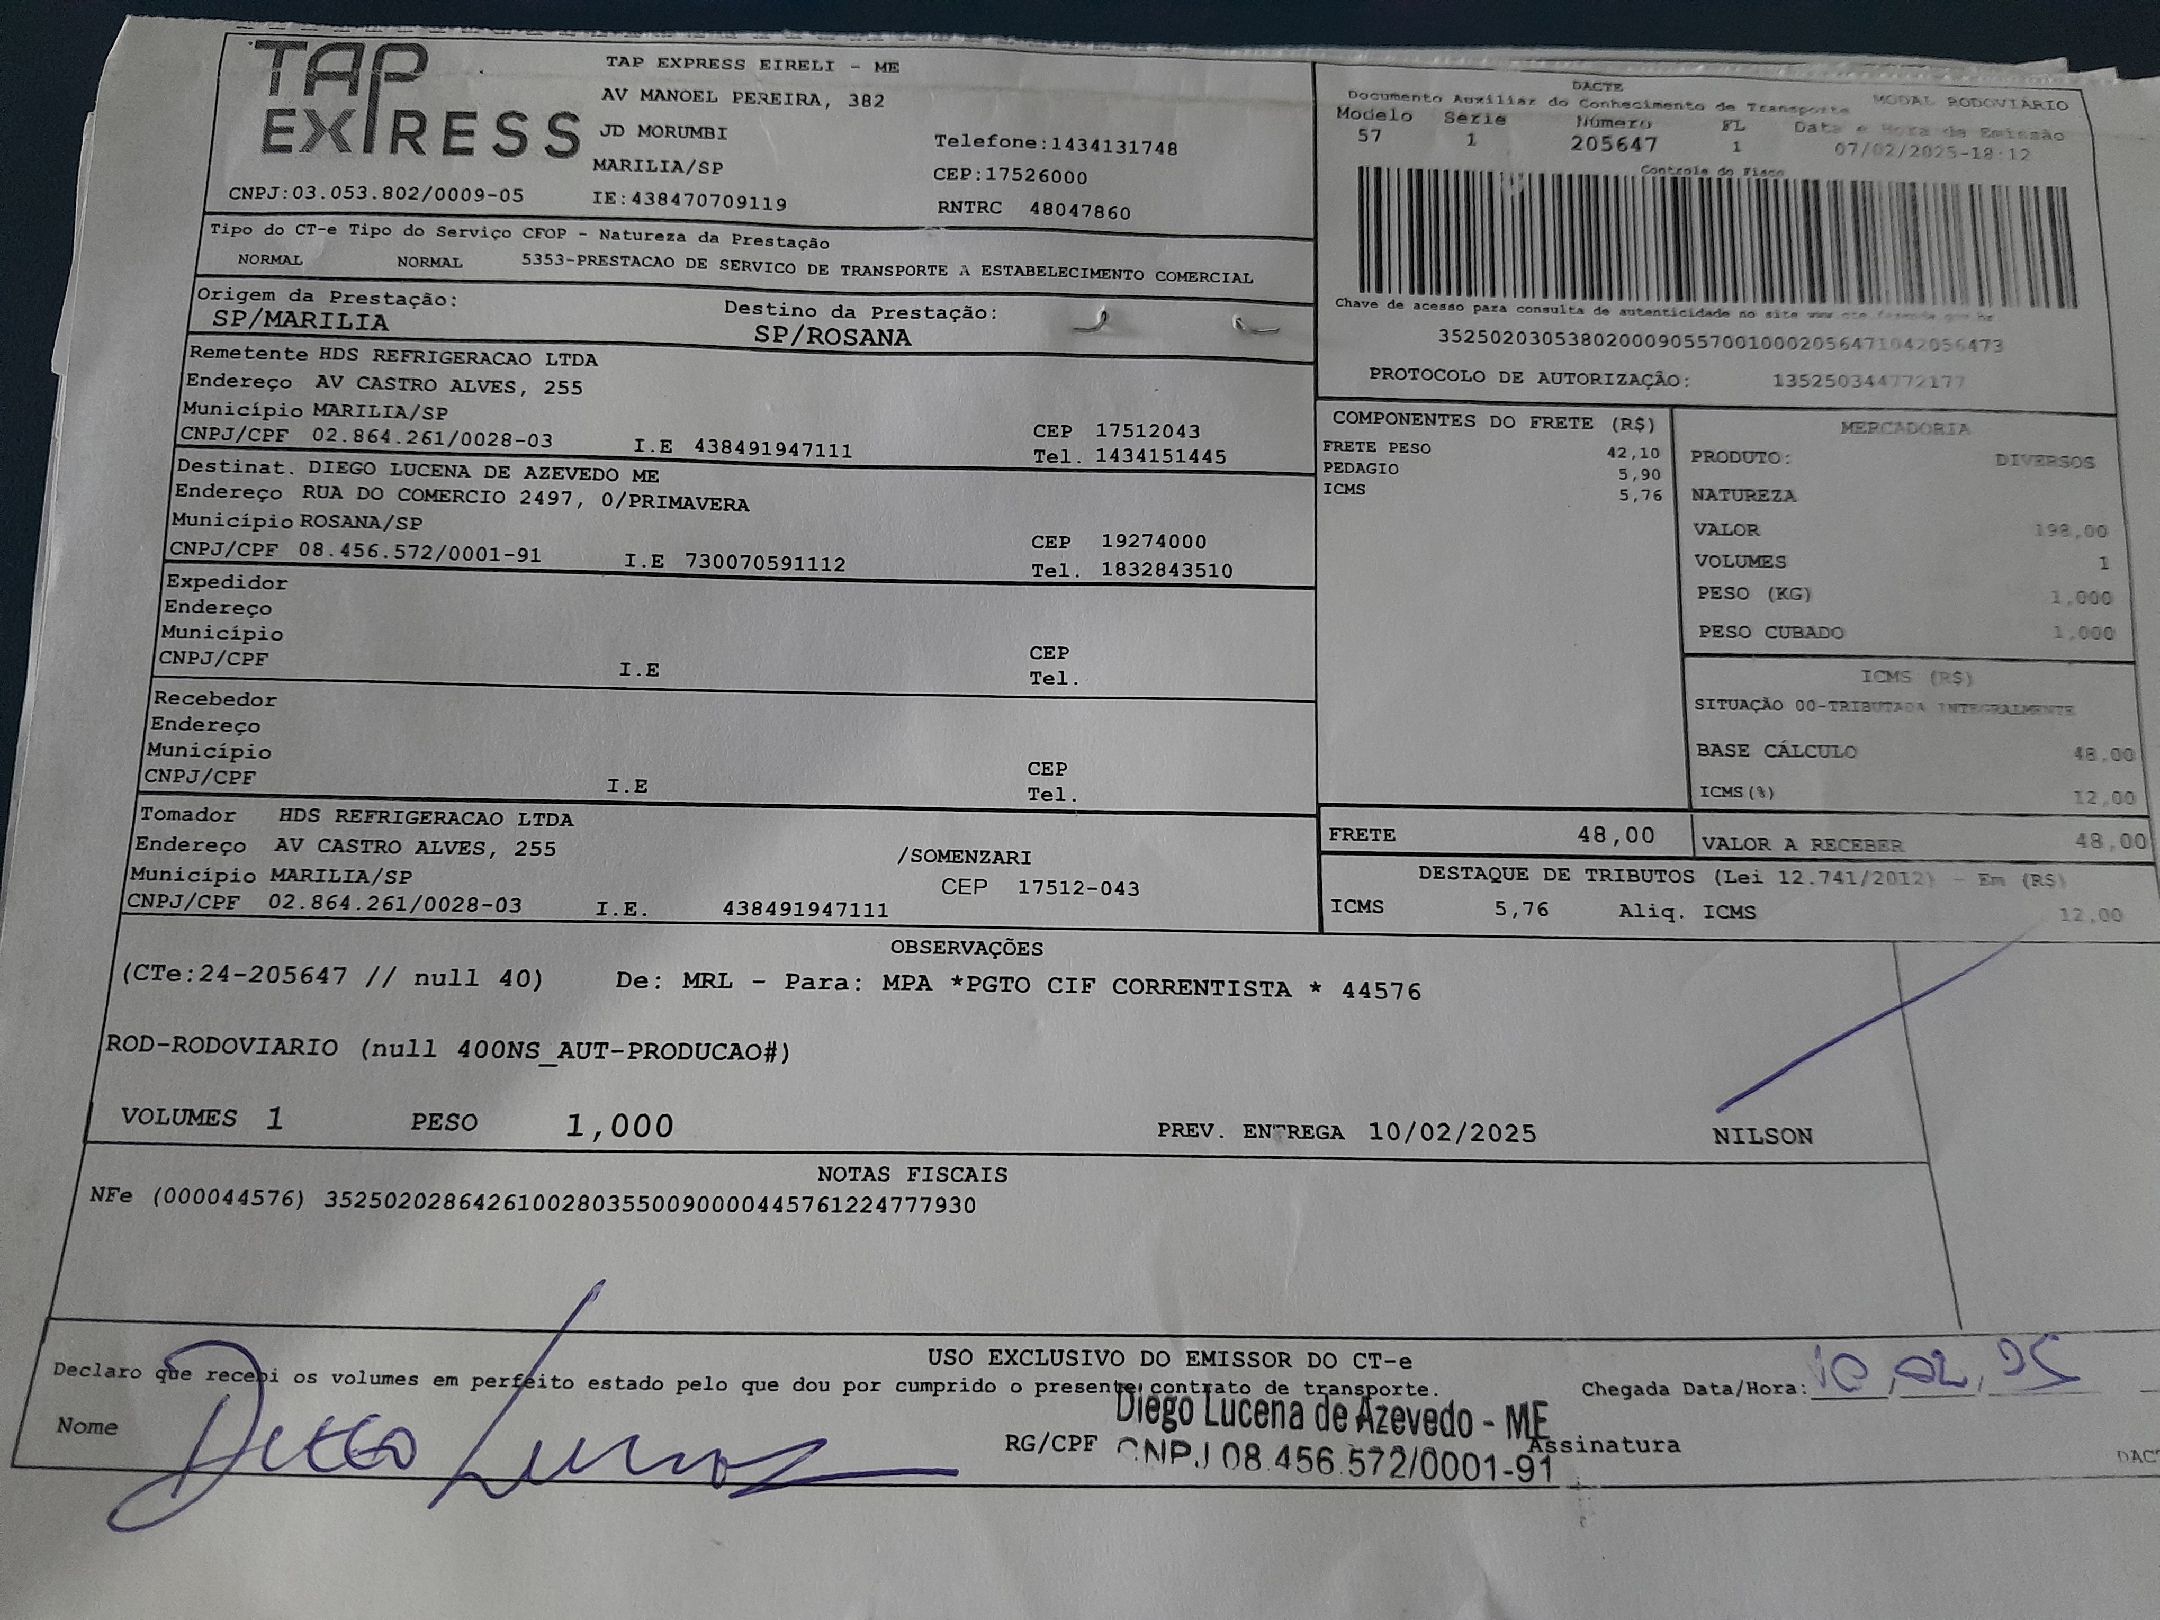 TAP EXPRESS
TAP EXPRESS EIRELI - ME
AV MANOEL PEREIRA, 382
JD MORUMBI
Telefone:1434131748
MARILIA/SP
CEP:17526000
CNPJ:03.053.802/0009-05 IE:438470709119
RNTRC 48047860
DACTE
Documento Auxiliar do Conhecimento de Transporte MODAL RODOVIÁRIO
Modelo Serie Número FL Data e Hora de Emissão
57 1 205647 1 07/02/2025-18:12
Controle do Fisco
Chave de acesso para consulta de autenticidade no site www.cte.fazenda.gov.br
35250203053802000905570010002056471042056473
PROTOCOLO DE AUTORIZAÇÂO: 135250344772177
Tipo do CT-e Tipo do Serviço CFOP - Natureza da Prestação
NORMAL NORMAL 5353-PRESTACAO DE SERVICO DE TRANSPORTE A ESTABELECIMENTO COMERCIAL
Origem da Prestação: Destino da Prestação:
SP/MARILIA SP/ROSANA
Remetente HDS REFRIGERACAO LTDA
Endereço AV CASTRO ALVES, 255
Município MARILIA/SP CEP 17512043
CNPJ/CPF 02.864.261/0028-03 I.E 438491947111 Tel. 1434151445
Destinat. DIEGO LUCENA DE AZEVEDO ME
Endereço RUA DO COMERCIO 2497, 0/PRIMAVERA
Município ROSANA/SP CEP 19274000
CNPJ/CPF 08.456.572/0001-91 I.E 730070591112 Tel. 1832843510
Expedidor
Endereço
Município CEP
CNPJ/CPF I.E Tel.
Recebedor
Endereço
Município CEP
CNPJ/CPF I.E Tel.
Tomador HDS REFRIGERACAO LTDA
Endereço AV CASTRO ALVES, 255 /SOMENZARI
Município MARILIA/SP CEP 17512-043
CNPJ/CPF 02.864.261/0028-03 I.E. 438491947111
COMPONENTES DO FRETE (R$)
FRETE PESO 42,10
PEDAGIO 5,90
ICMS 5,76
MERCADORIA
PRODUTO: DIVERSOS
NATUREZA
VALOR 198,00
VOLUMES 1
PESO (KG) 1,000
PESO CUBADO 1,000
ICMS (R$)
SITUAÇÃO 00-TRIBUTADA INTEGRALMENTE
BASE CÁLCULO 48,00
ICMS(%) 12,00
FRETE 48,00 VALOR A RECEBER 48,00
DESTAQUE DE TRIBUTOS (Lei 12.741/2012) - Em (R$)
ICMS 5,76 Aliq. ICMS 12,00
OBSERVAÇÕES
(CTe:24-205647 // null 40) De: MRL - Para: MPA *PGTO CIF CORRENTISTA * 44576
ROD-RODOVIARIO (null 400NS_AUT-PRODUCAO#)
VOLUMES 1 PESO 1,000 PREV. ENTREGA 10/02/2025 NILSON
NOTAS FISCAIS
NFe (000044576) 35250202864261002803550090000445761224777930
USO EXCLUSIVO DO EMISSOR DO CT-e
Declaro que recebi os volumes em perfeito estado pelo que dou por cumprido o presente contrato de transporte. Chegada Data/Hora: 10,02,25
Diego Lucena de Azevedo - ME
Nome Diego Lucena RG/CPF CNPJ 08.456.572/0001-91 Assinatura
DACT